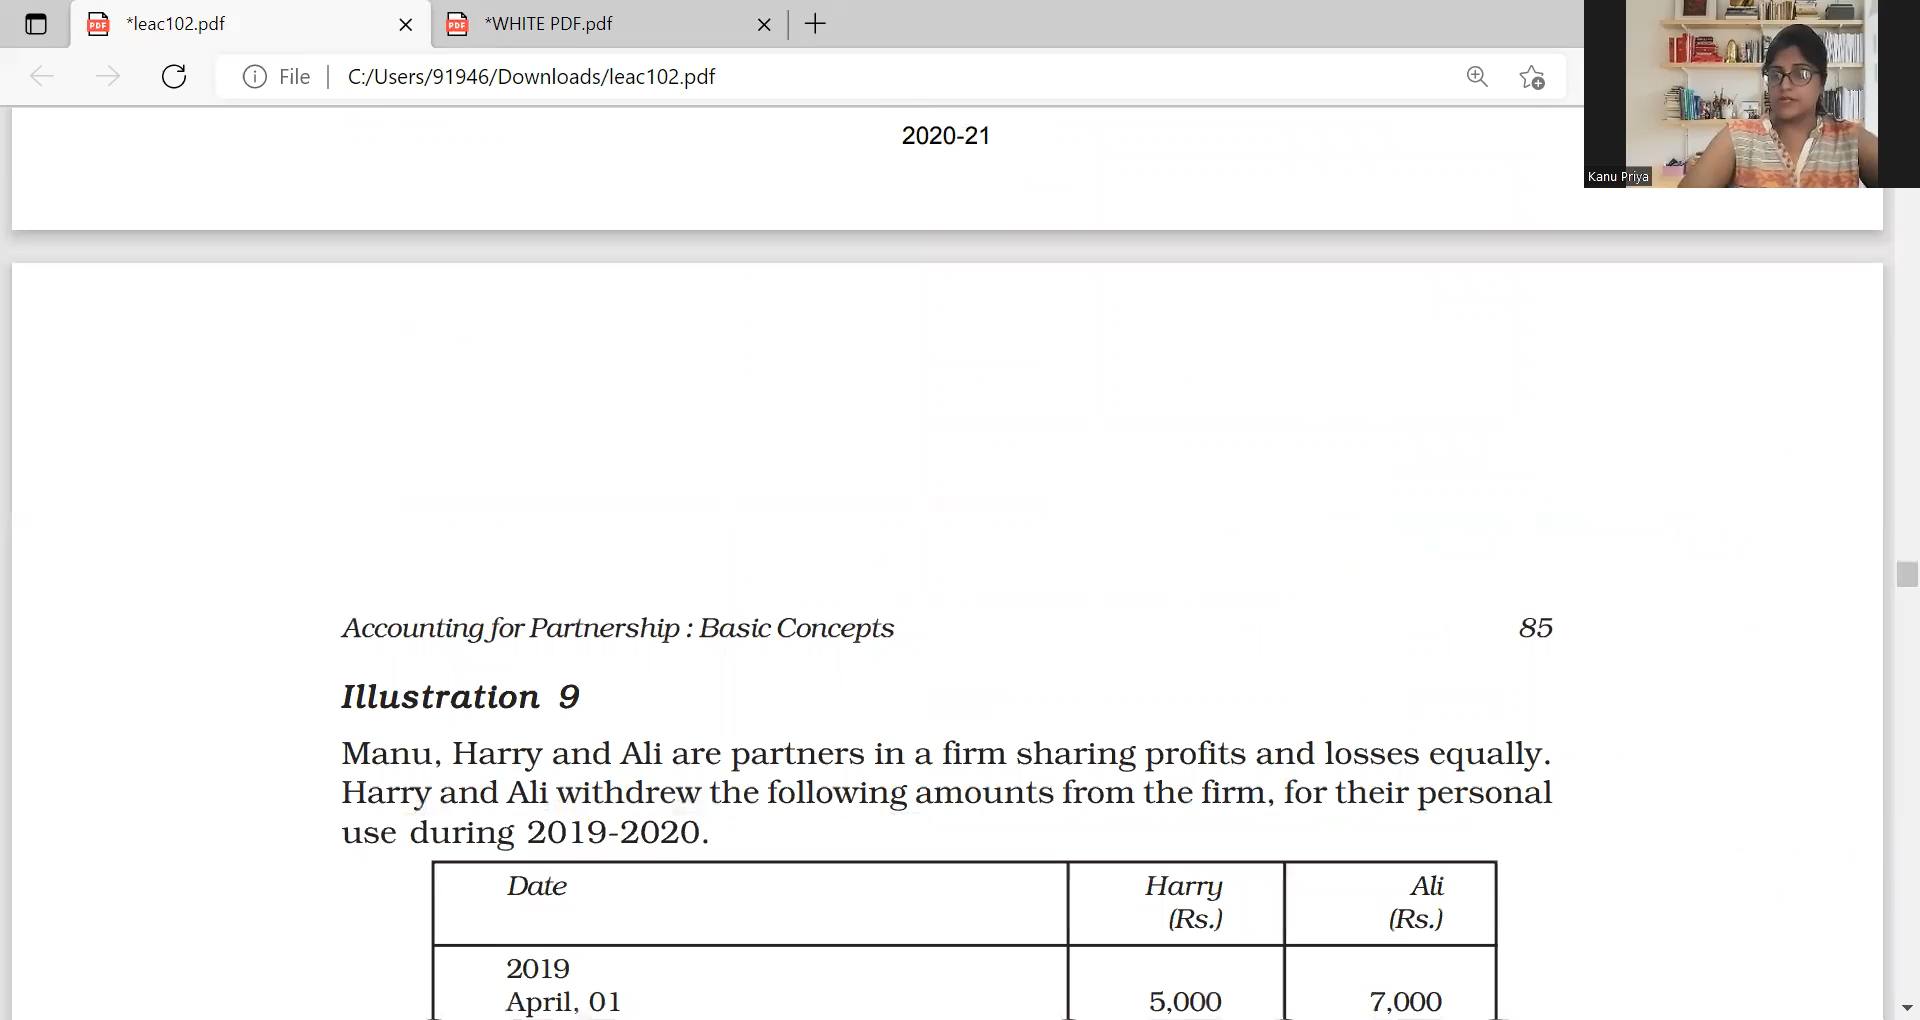 *leac102.pdf
*WHITE PDF.pdf
File
C:/Users/91946/Downloads/leac102.pdf
Kanu Priya
2020-21
Accounting for Partnership : Basic Concepts 85
Illustration 9
Manu, Harry and Ali are partners in a firm sharing profits and losses equally.
Harry and Ali withdrew the following amounts from the firm, for their personal
use during 2019-2020.
Date Harry Ali
(Rs.) (Rs.)
2019
April, 01 5,000 7,000